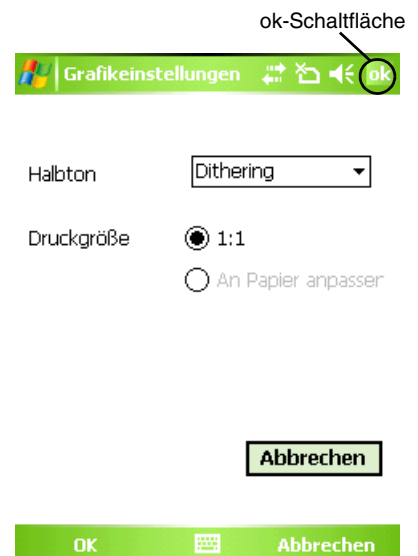 ok-Schaltfläche
Grafikeinstellungen ok
Halbton Dithering
Druckgröße 1:1
An Papier anpassen
Abbrechen
OK Abbrechen